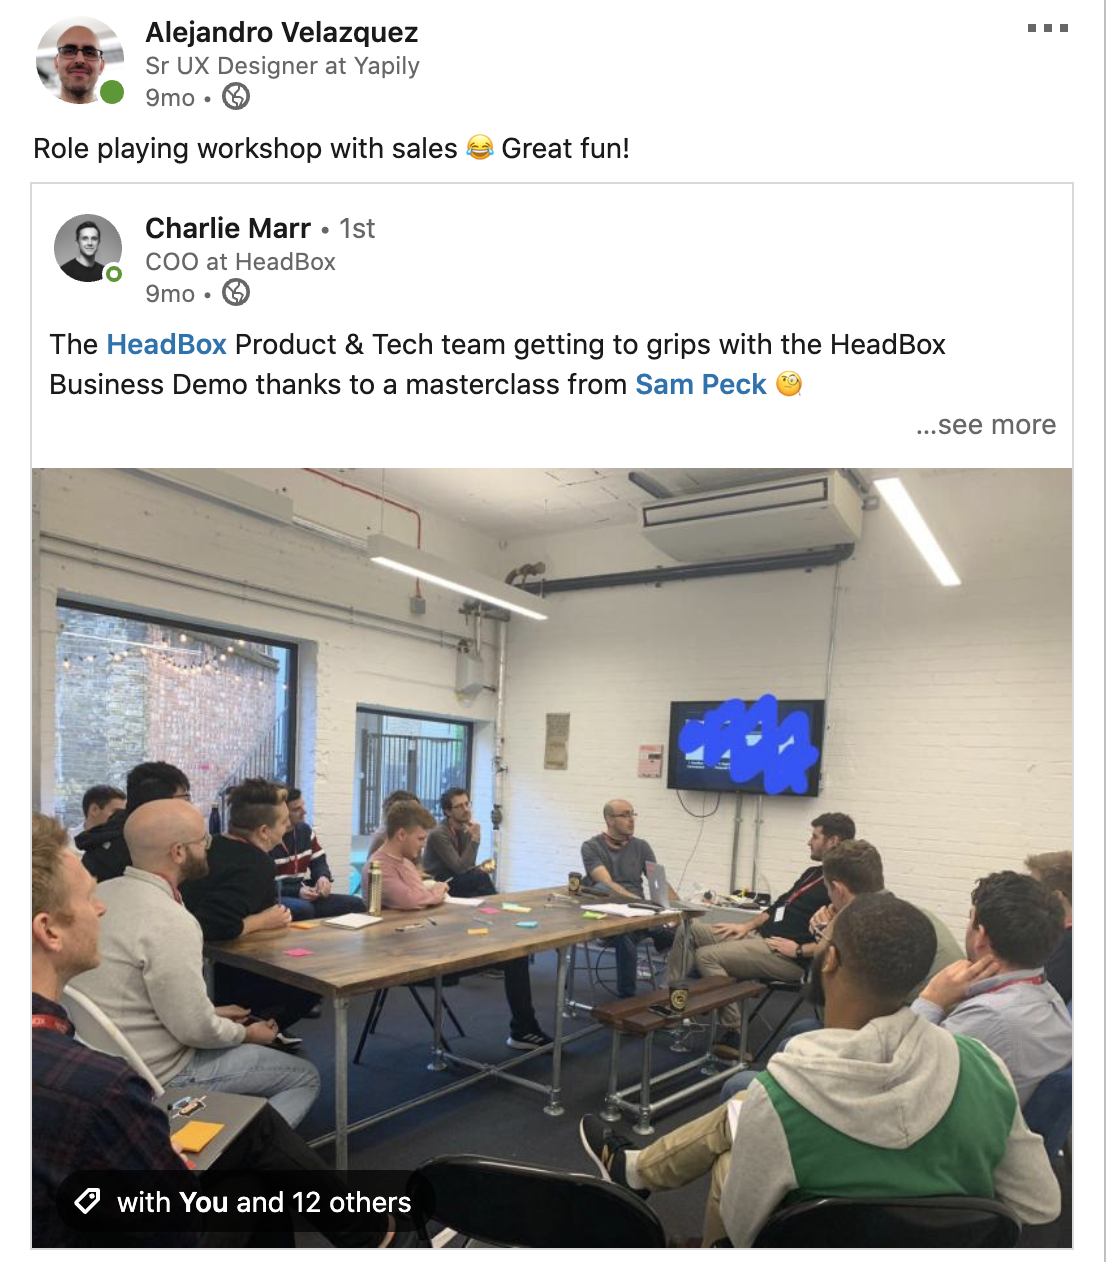 Alejandro Velazquez
Sr UX Designer at Yapily
9mo •
Role playing workshop with sales 😂 Great fun!
Charlie Marr • 1st
COO at HeadBox
9mo •
The HeadBox Product & Tech team getting to grips with the HeadBox
Business Demo thanks to a masterclass from Sam Peck 🧐
...see more
with You and 12 others